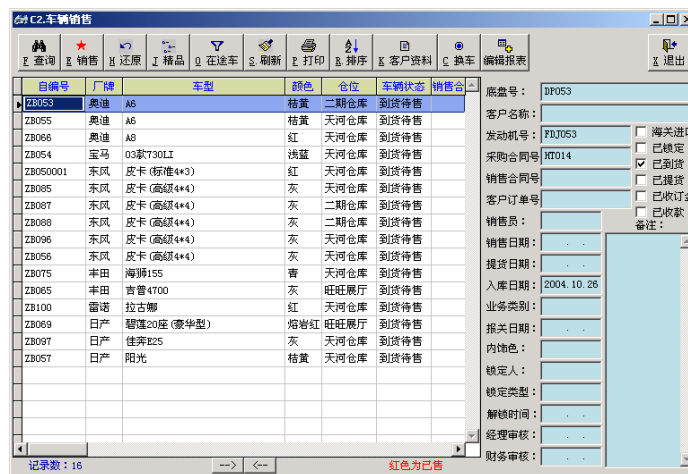 C2.车辆销售
F 查询 E 销售 H 还原 J 精品 O 在途车 S 刷新 P 打印 R 排序 K 客户资料 C 换车 编辑报表 X 退出
自编号 厂牌 车型 颜色 仓位 车辆状态 销售合
ZB053 奥迪 A6 桔黄 二期仓库 到货待售
ZB055 奥迪 A6 桔黄 天河仓库 到货待售
ZB066 奥迪 A8 红 天河仓库 到货待售
ZB054 宝马 03款730LI 浅蓝 天河仓库 到货待售
ZB050001 东风 皮卡(标准4*3) 红 天河仓库 到货待售
ZB085 东风 皮卡(高级4*4) 灰 天河仓库 到货待售
ZB087 东风 皮卡(高级4*4) 灰 二期仓库 到货待售
ZB088 东风 皮卡(高级4*4) 灰 二期仓库 到货待售
ZB096 东风 皮卡(高级4*4) 灰 天河仓库 到货待售
ZB056 东风 皮卡(高级4*4) 灰 天河仓库 到货待售
ZB075 丰田 海狮155 青 天河仓库 到货待售
ZB065 丰田 吉普4700 灰 旺旺展厅 到货待售
ZB100 雷诺 拉古娜 红 天河仓库 到货待售
ZB069 日产 碧莲20座(豪华型) 熔岩红 旺旺展厅 到货待售
ZB097 日产 佳奔E25 灰 天河仓库 到货待售
ZB057 日产 阳光 桔黄 天河仓库 到货待售
记录数：16 --> <-- 红色为已售
底盘号： DP053
客户名称：
发动机号： FDJ053 海关进口
已锁定
采购合同号 HT014 已到货
销售合同号 已提货
客户订单号 已收订金
已收款
销售员： 备注：
销售日期： . .
提货日期： . .
入库日期： 2004.10.26
业务类别：
报关日期： . .
内饰色：
锁定人：
锁定类型：
解锁时间： . .
经理审核： . .
财务审核： . .